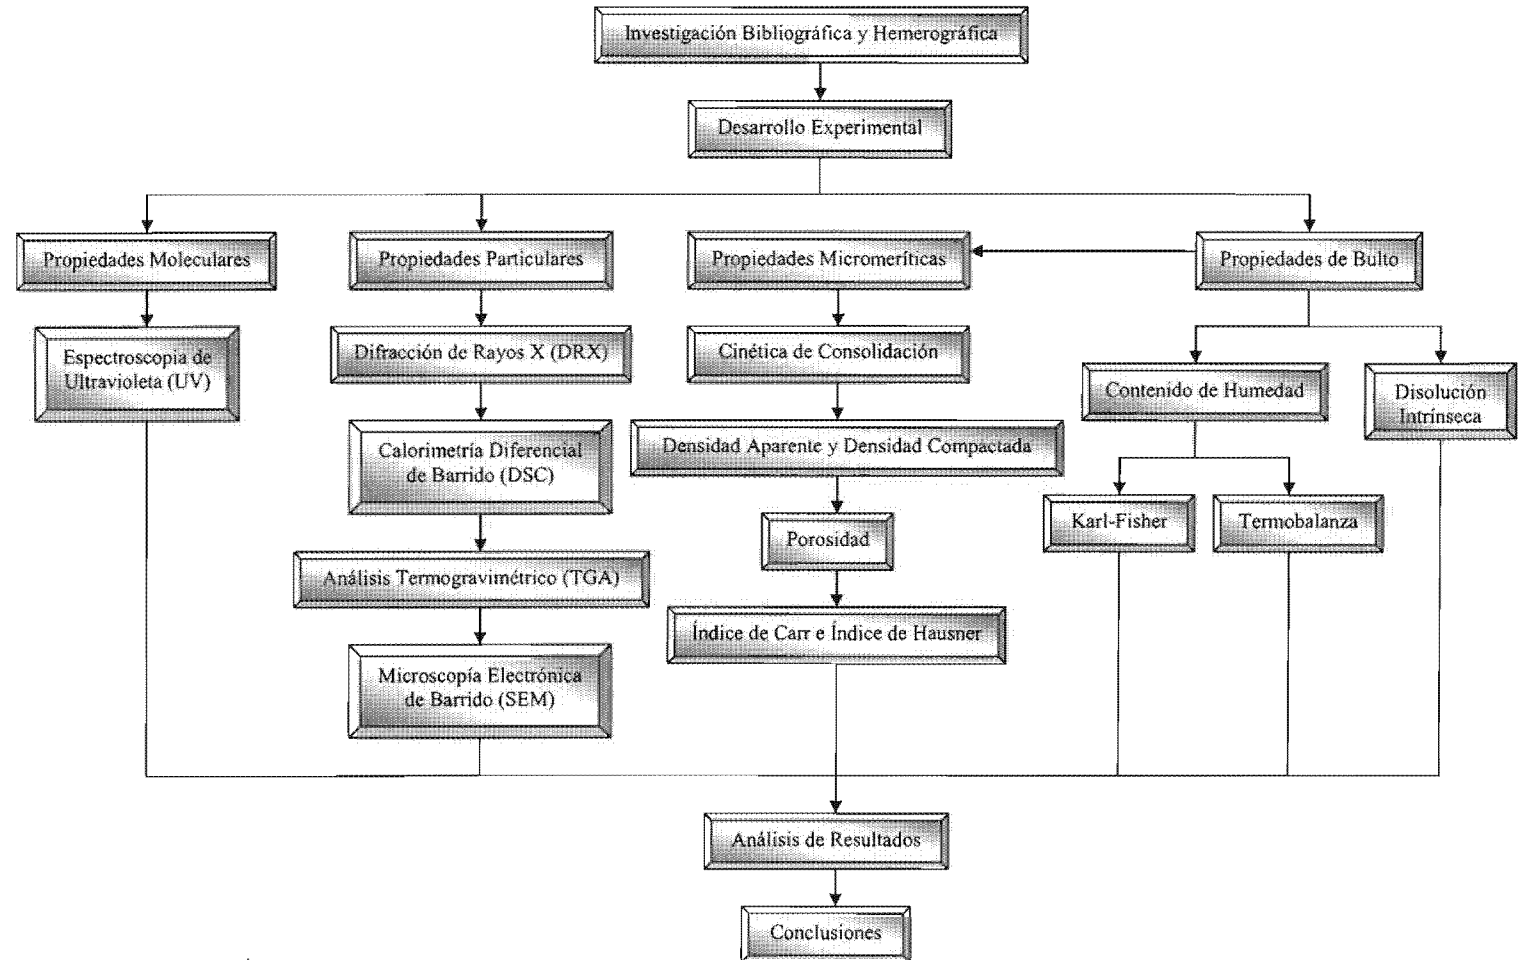 Investigación Bibliográfica y Hemerográfica
Desarrollo Experimental
Propiedades Moleculares
Propiedades Particulares
Propiedades Micromeríticas
Propiedades de Bulto
Espectroscopia de
Ultravioleta (UV)
Difracción de Rayos X (DRX)
Calorimetría Diferencial
de Barrido (DSC)
Análisis Termogravimétrico (TGA)
Microscopía Electrónica
de Barrido (SEM)
Cinética de Consolidación
Densidad Aparente y Densidad Compactada
Porosidad
Índice de Carr e Índice de Hausner
Contenido de Humedad
Disolución
Intrínseca
Karl-Fisher
Termobalanza
Análisis de Resultados
Conclusiones